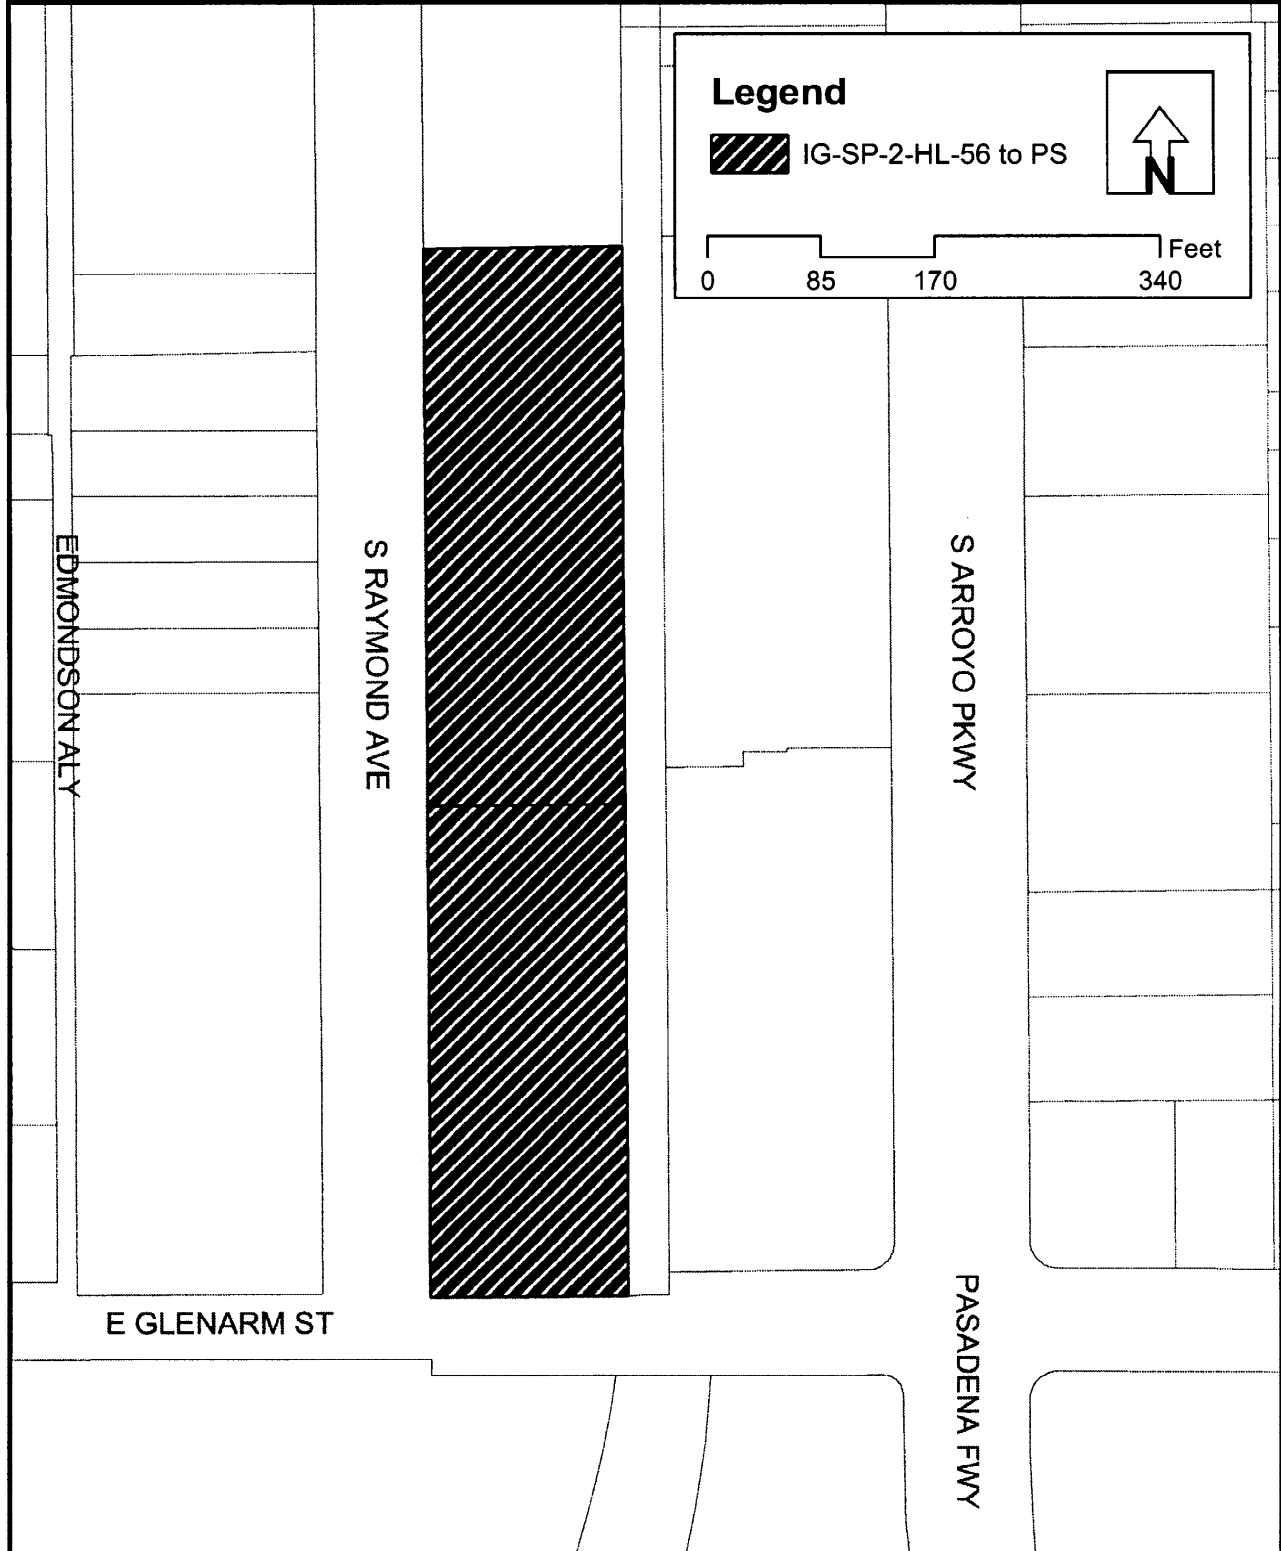 Legend
IG-SP-2-HL-56 to PS
N
Feet
0 85 170 340
EDMONDSON ALY
S RAYMOND AVE
S ARROYO PKWY
E GLENARM ST
PASADENA FWY